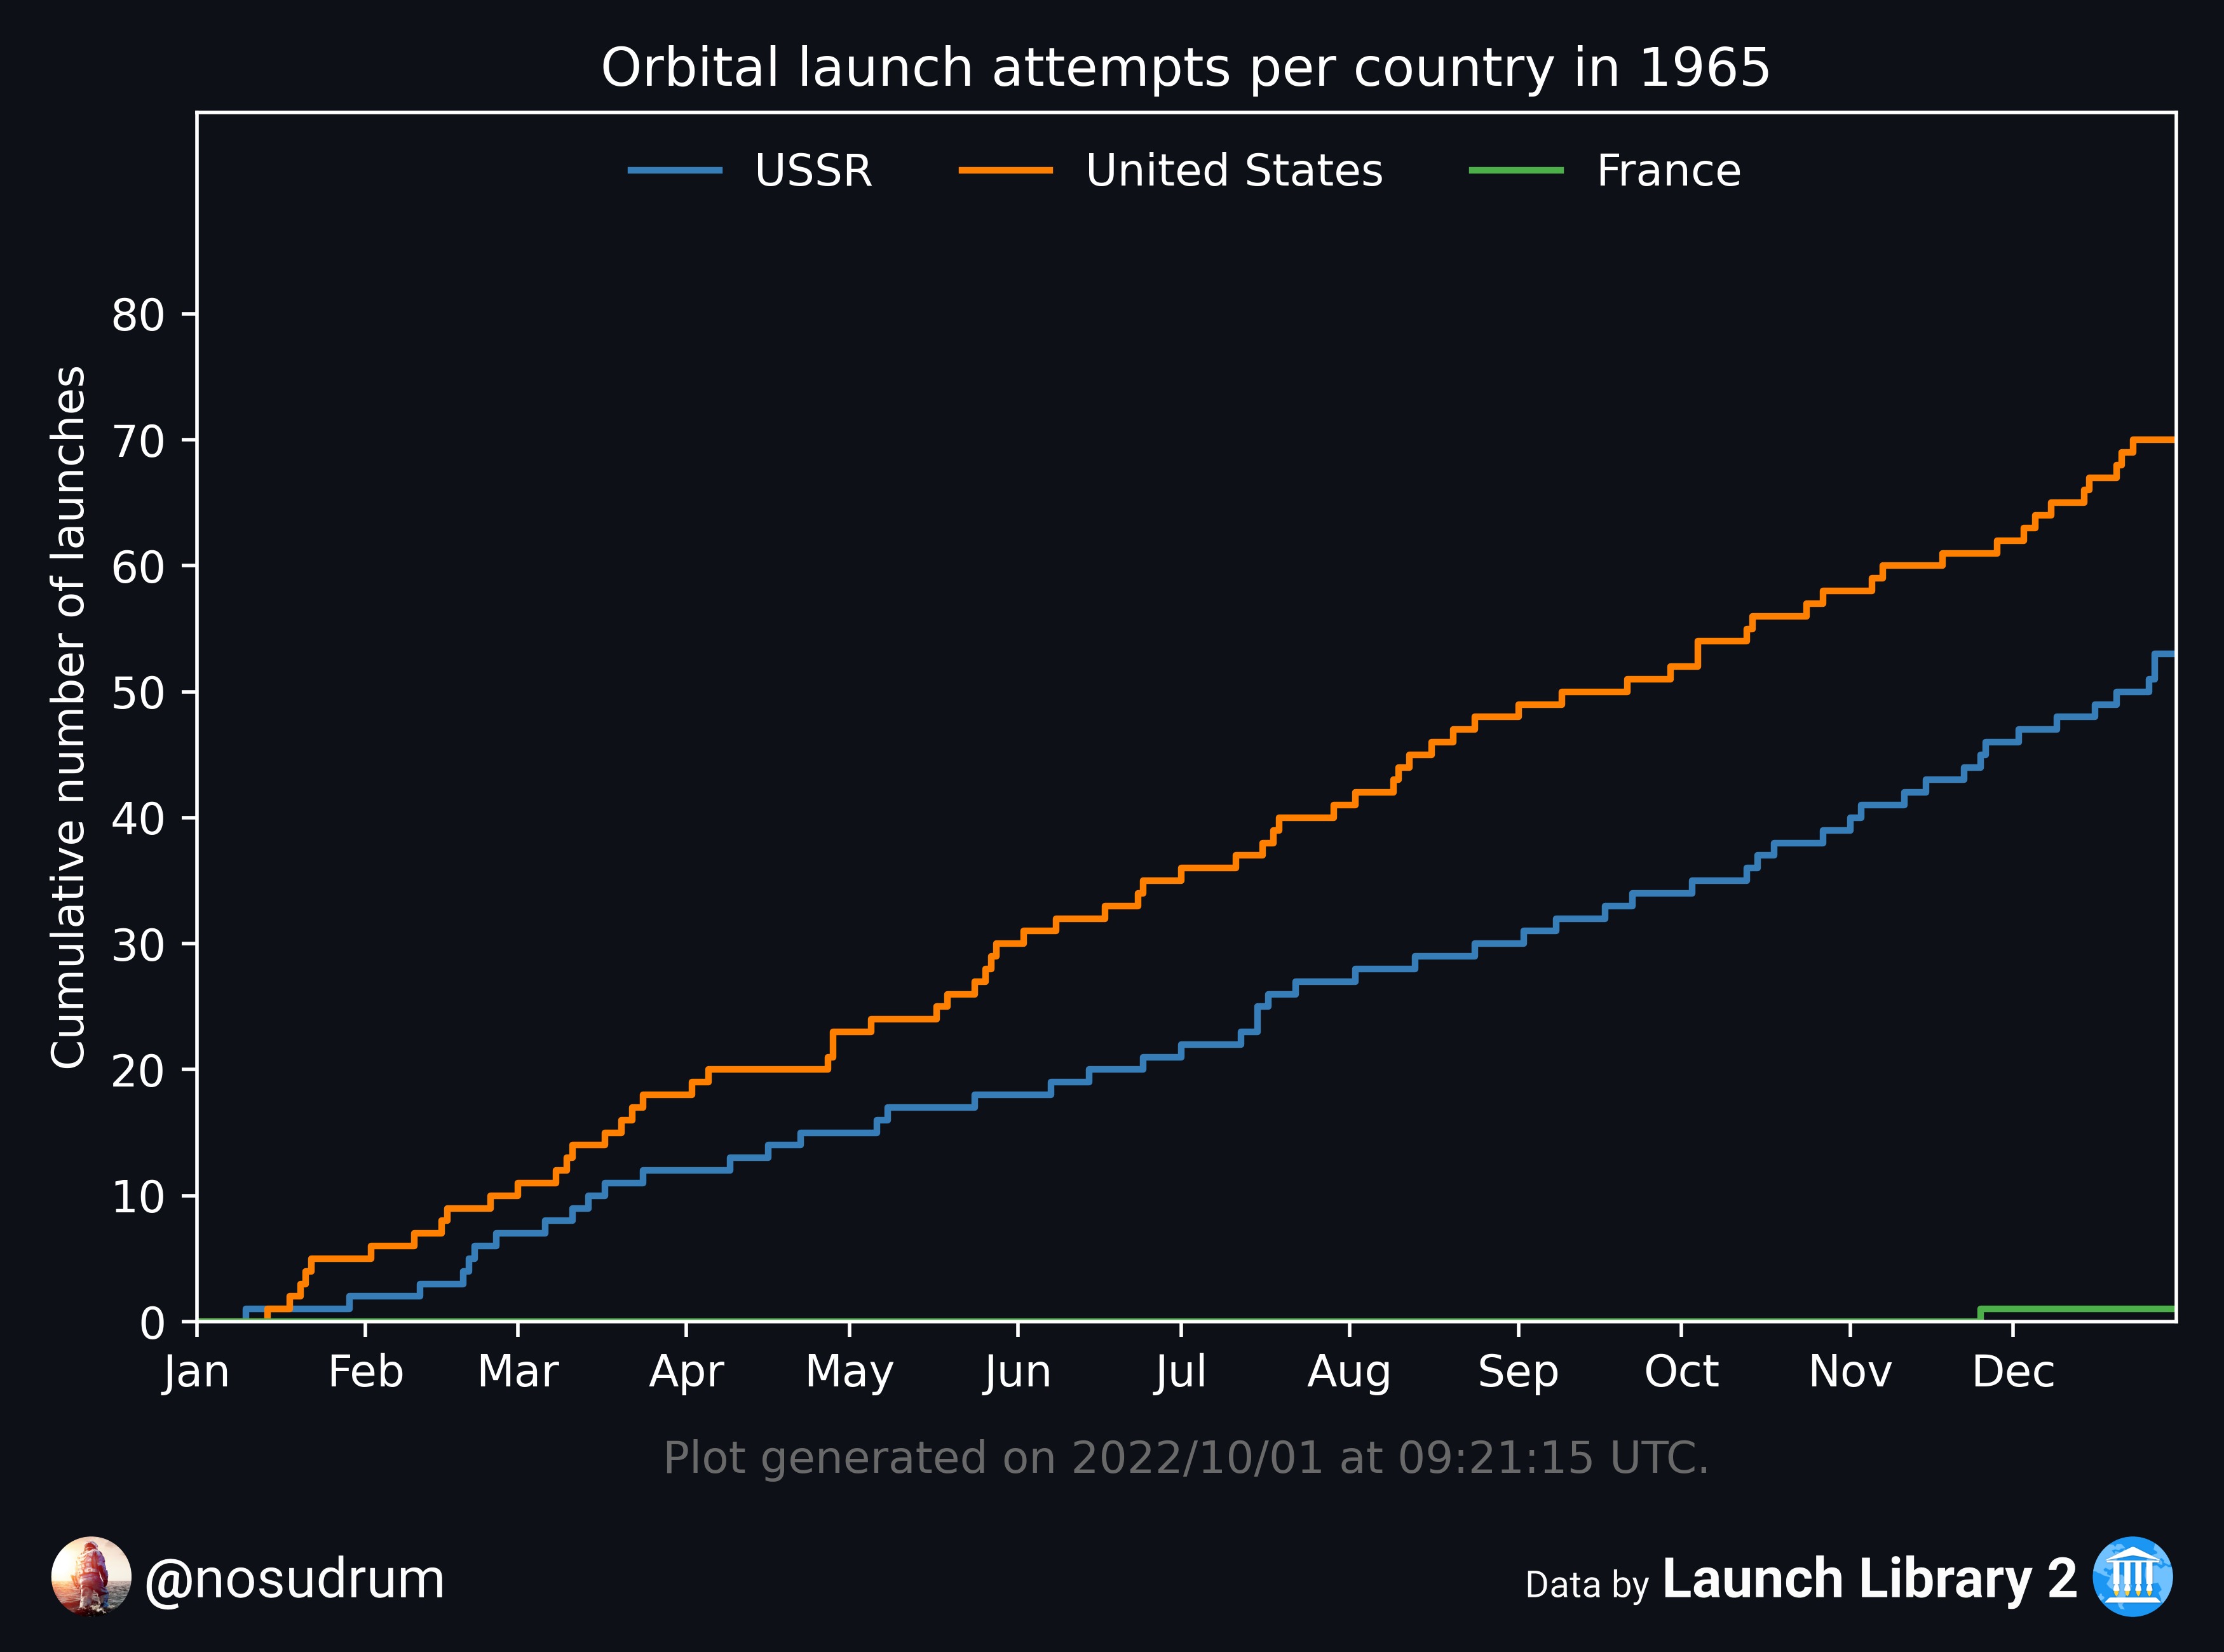 Orbital launch attempts per country in 1965
USSR United States France
80
70
60
50
40
30
20
10
0
Cumulative number of launches
Jan Feb Mar Apr May Jun Jul Aug Sep Oct Nov Dec
Plot generated on 2022/10/01 at 09:21:15 UTC.
@nosudrum
Data by Launch Library 2